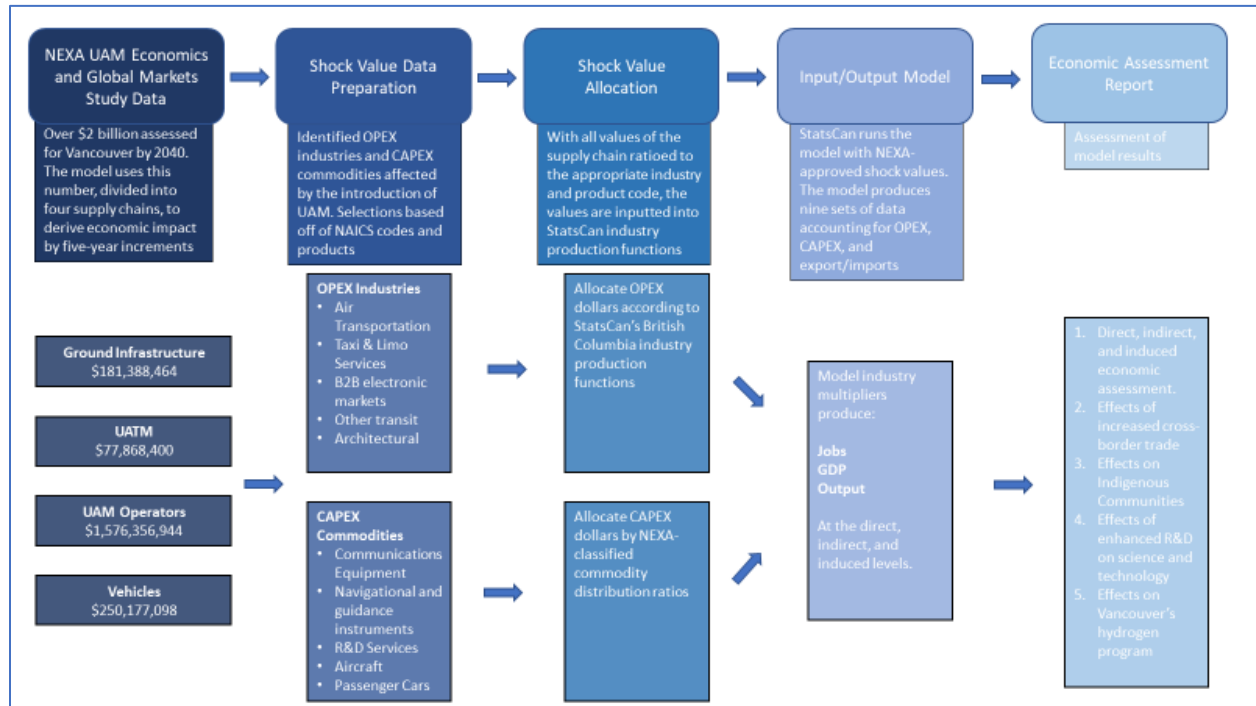 NEXA UAM Economics
and Global Markets
Study Data
Shock Value Data
Preparation
Shock Value
Allocation
Input/Output Model
Economic Assessment
Report
Over $2 billion assessed
for Vancouver by 2040.
The model uses this
number, divided into
four supply chains, to
derive economic impact
by five-year increments
Identified OPEX
industries and CAPEX
commodities affected by
the introduction of
UAM. Selections based
off of NAICS codes and
products
With all values of the
supply chain ratioed to
the appropriate industry
and product code, the
values are inputted into
StatsCan industry
production functions
StatsCan runs the
model with NEXA-
approved shock values.
The model produces
nine sets of data
accounting for OPEX,
CAPEX, and
export/imports
Assessment of
model results
Ground Infrastructure
$181,388,464
UATM
$77,868,400
UAM Operators
$1,576,356,944
Vehicles
$250,177,098
OPEX Industries
• Air
Transportation
• Taxi & Limo
Services
• B2B electronic
markets
• Other transit
• Architectural
CAPEX
Commodities
• Communications
Equipment
• Navigational and
guidance
instruments
• R&D Services
• Aircraft
• Passenger Cars
Allocate OPEX
dollars according to
StatsCan's British
Columbia industry
production
functions
Allocate CAPEX
dollars by NEXA-
classified
commodity
distribution ratios
Model industry
multipliers
produce:
Jobs
GDP
Output
At the direct,
indirect, and
induced levels.
1. Direct, indirect,
and induced
economic
assessment.
2. Effects of
increased cross-
border trade
3. Effects on
Indigenous
Communities
4. Effects of
enhanced R&D
on science and
technology
5. Effects on
Vancouver's
hydrogen
program